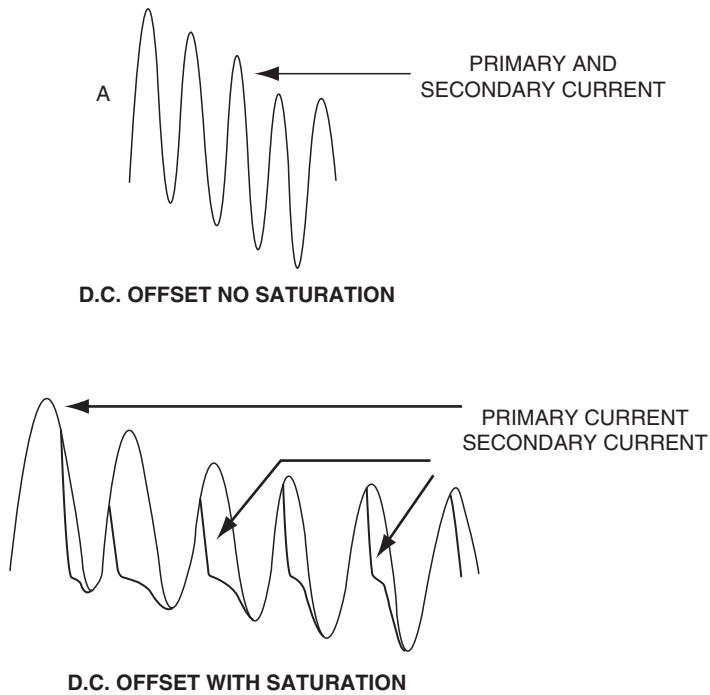 PRIMARY AND
SECONDARY CURRENT
A
D.C. OFFSET NO SATURATION
PRIMARY CURRENT
SECONDARY CURRENT
D.C. OFFSET WITH SATURATION